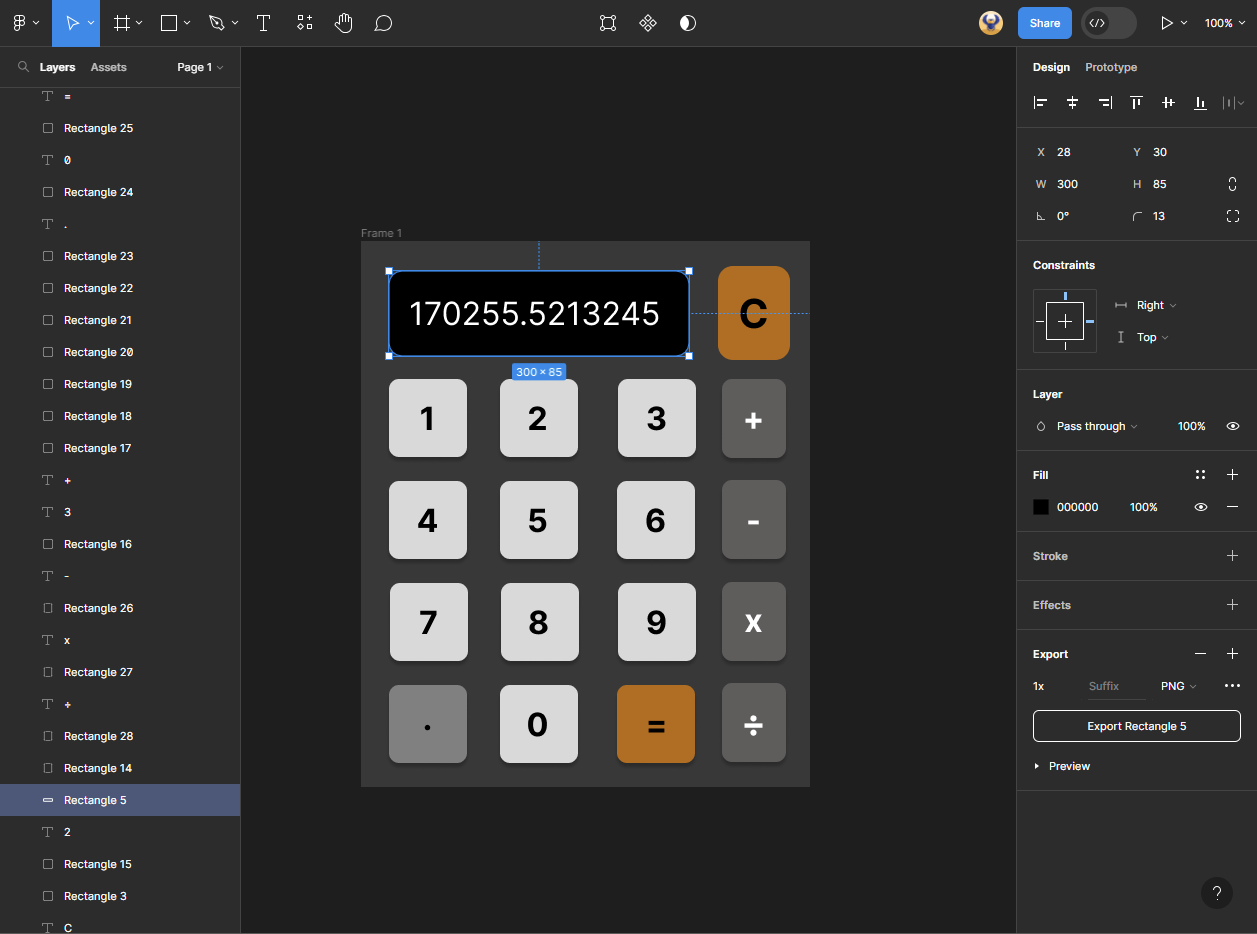 Share
</>
100%
Layers
Assets
Page 1
=
Rectangle 25
0
Rectangle 24
.
Rectangle 23
Rectangle 22
Rectangle 21
Rectangle 20
Rectangle 19
Rectangle 18
Rectangle 17
+
3
Rectangle 16
-
Rectangle 26
x
Rectangle 27
+
Rectangle 28
Rectangle 14
Rectangle 5
2
Rectangle 15
Rectangle 3
C
Frame 1
170255.5213245
C
300 × 85
1 2 3 +
4 5 6 -
7 8 9 x
. 0 = ÷
Design
Prototype
X 28 Y 30
W 300 H 85
0° 13
Constraints
Right
Top
Layer
Pass through 100%
Fill
000000 100%
Stroke
Effects
Export
1x Suffix PNG
Export Rectangle 5
Preview
?